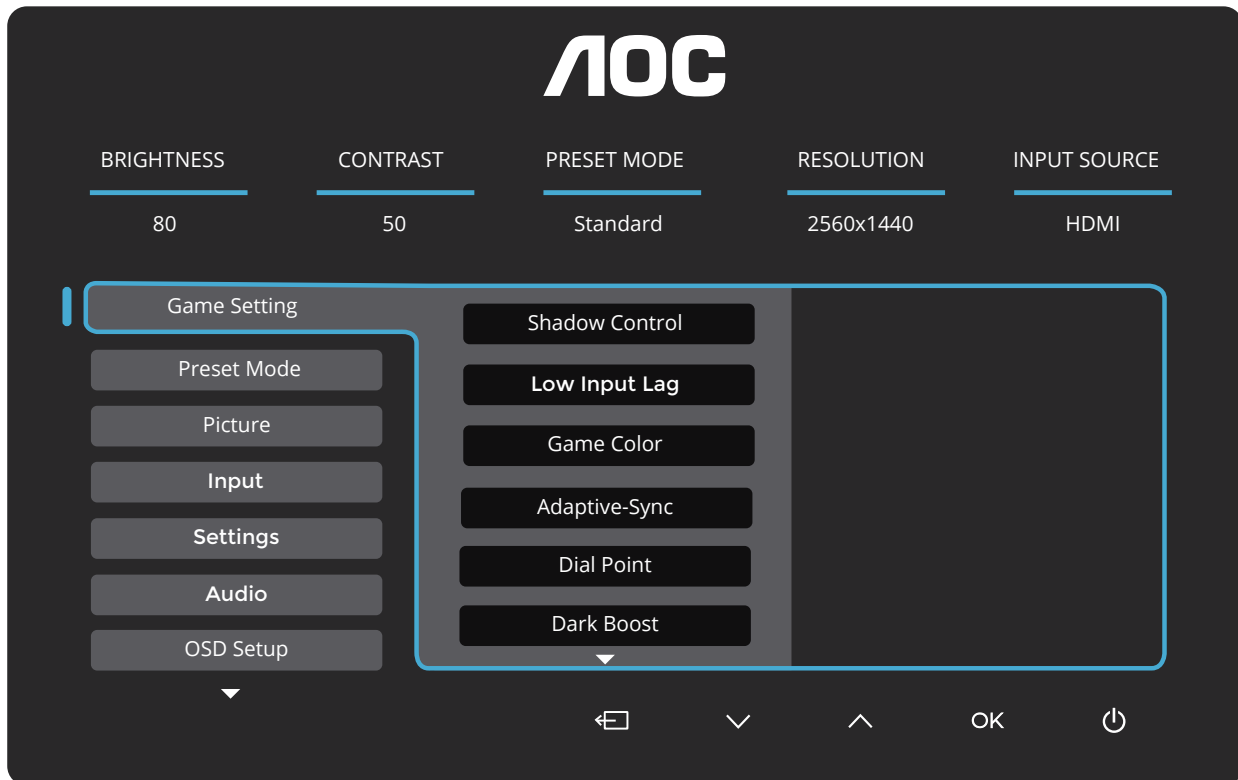 AOC
BRIGHTNESS CONTRAST PRESET MODE RESOLUTION INPUT SOURCE
80 50 Standard 2560x1440 HDMI
Game Setting
Preset Mode
Picture
Input
Settings
Audio
OSD Setup
Shadow Control
Low Input Lag
Game Color
Adaptive-Sync
Dial Point
Dark Boost
OK